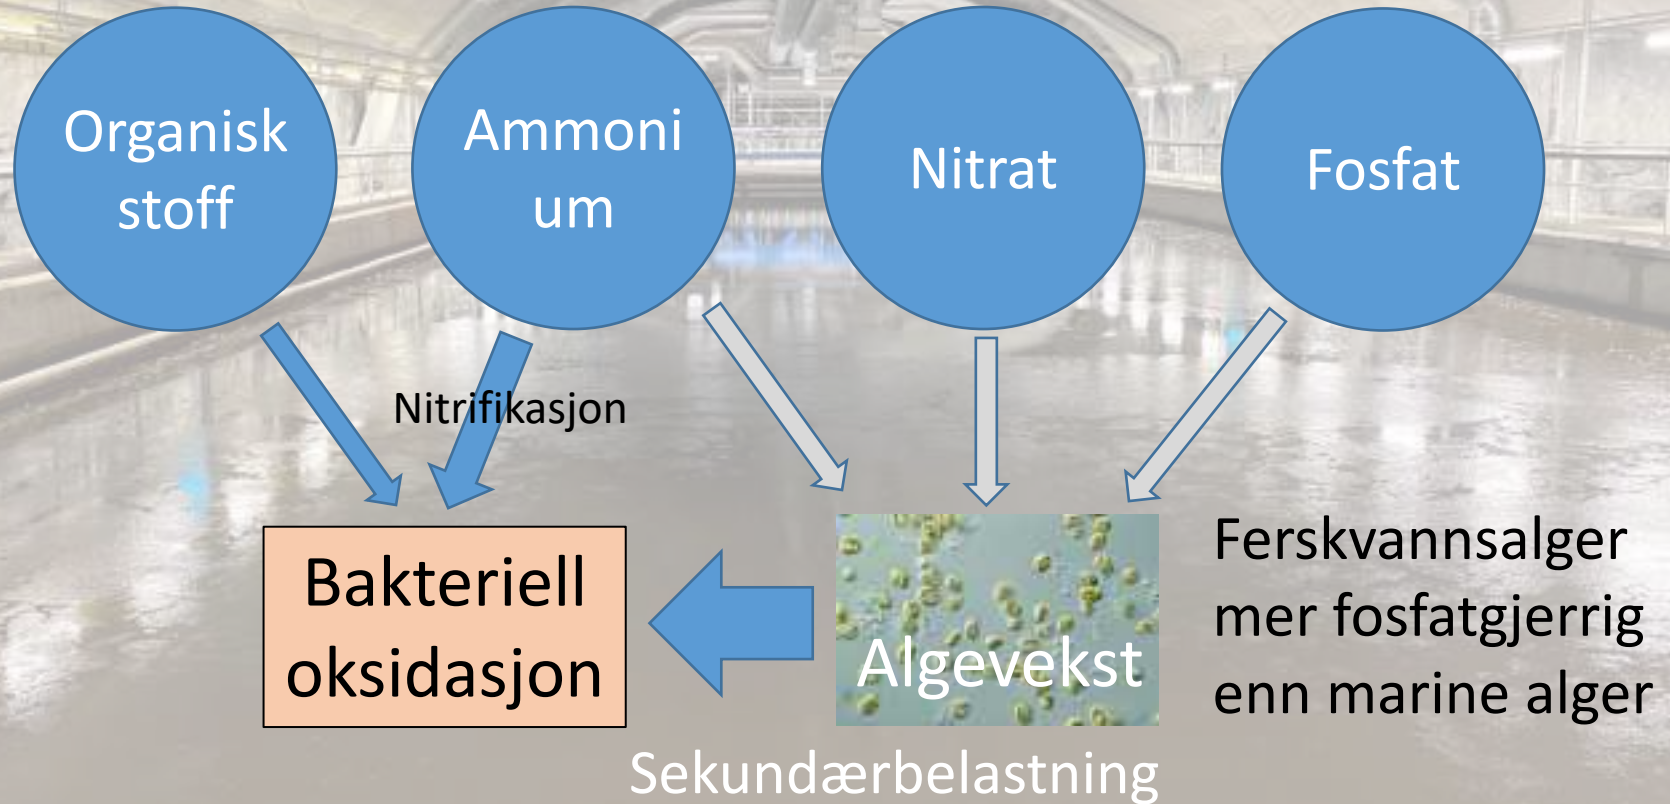 Organisk
stoff
Ammoni
um
Nitrat
Fosfat
Nitrifikasjon
Bakteriell
oksidasjon
Algevekst
Ferskvannsalger
mer fosfatgjerrig
enn marine alger
Sekundærbelastning